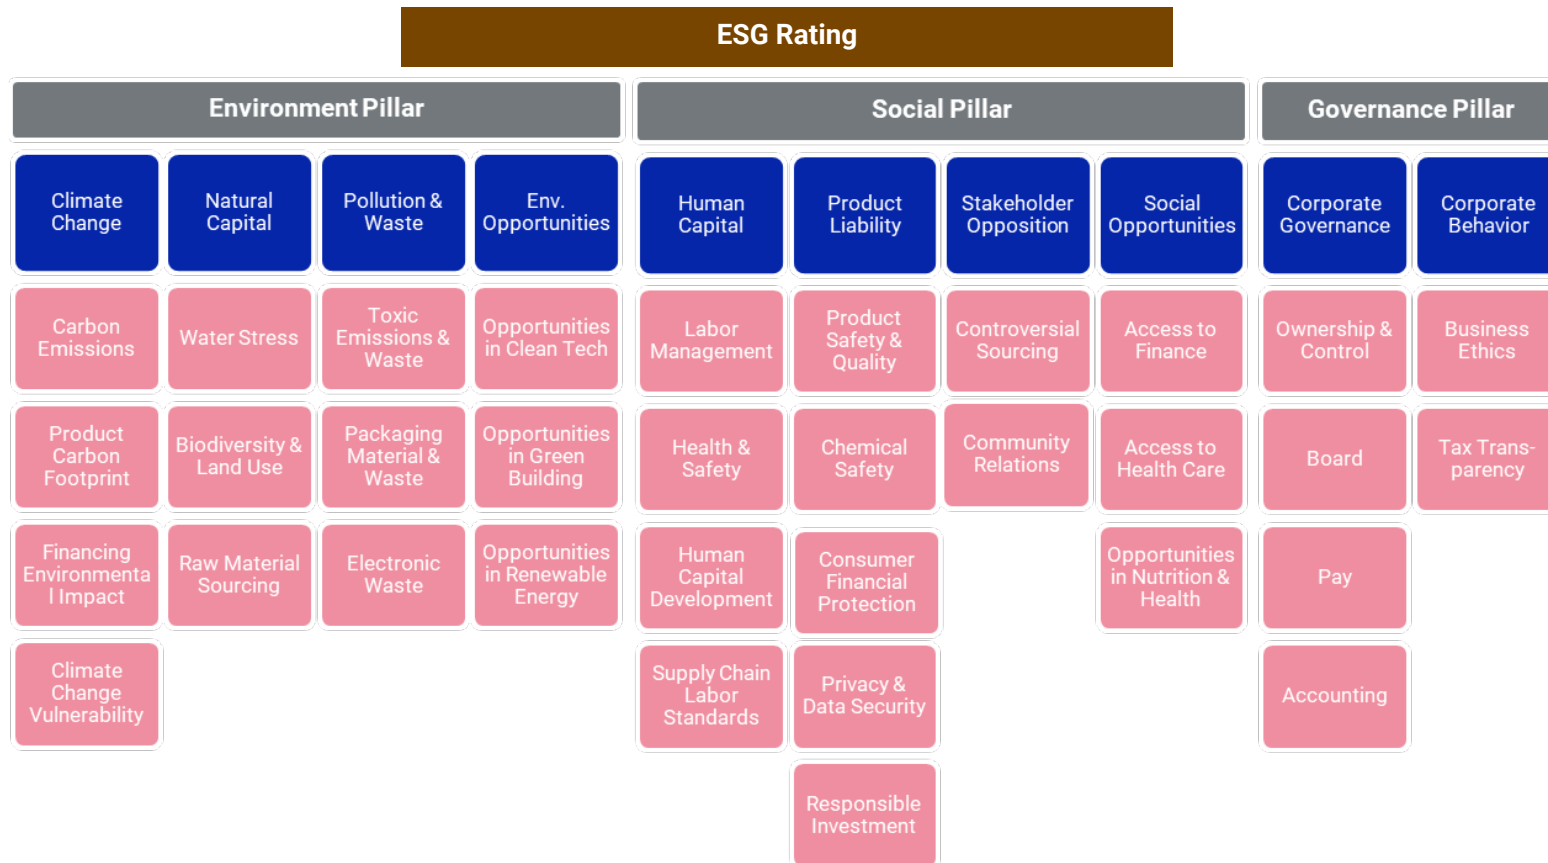 ESG Rating
Environment Pillar
Social Pillar
Governance Pillar
Climate
Change
Natural
Capital
Pollution &
Waste
Env.
Opportunities
Human
Capital
Product
Liability
Stakeholder
Opposition
Social
Opportunities
Corporate
Governance
Corporate
Behavior
Carbon
Emissions
Water Stress
Toxic
Emissions &
Waste
Opportunities
in Clean Tech
Labor
Management
Product
Safety &
Quality
Controversial
Sourcing
Access to
Finance
Ownership &
Control
Business
Ethics
Product
Carbon
Footprint
Biodiversity &
Land Use
Packaging
Material &
Waste
Opportunities
in Green
Building
Health &
Safety
Chemical
Safety
Community
Relations
Access to
Health Care
Board
Tax Trans-
parency
Financing
Environmenta
l Impact
Raw Material
Sourcing
Electronic
Waste
Opportunities
in Renewable
Energy
Human
Capital
Development
Consumer
Financial
Protection
Opportunities
in Nutrition &
Health
Pay
Climate
Change
Vulnerability
Supply Chain
Labor
Standards
Privacy &
Data Security
Accounting
Responsible
Investment